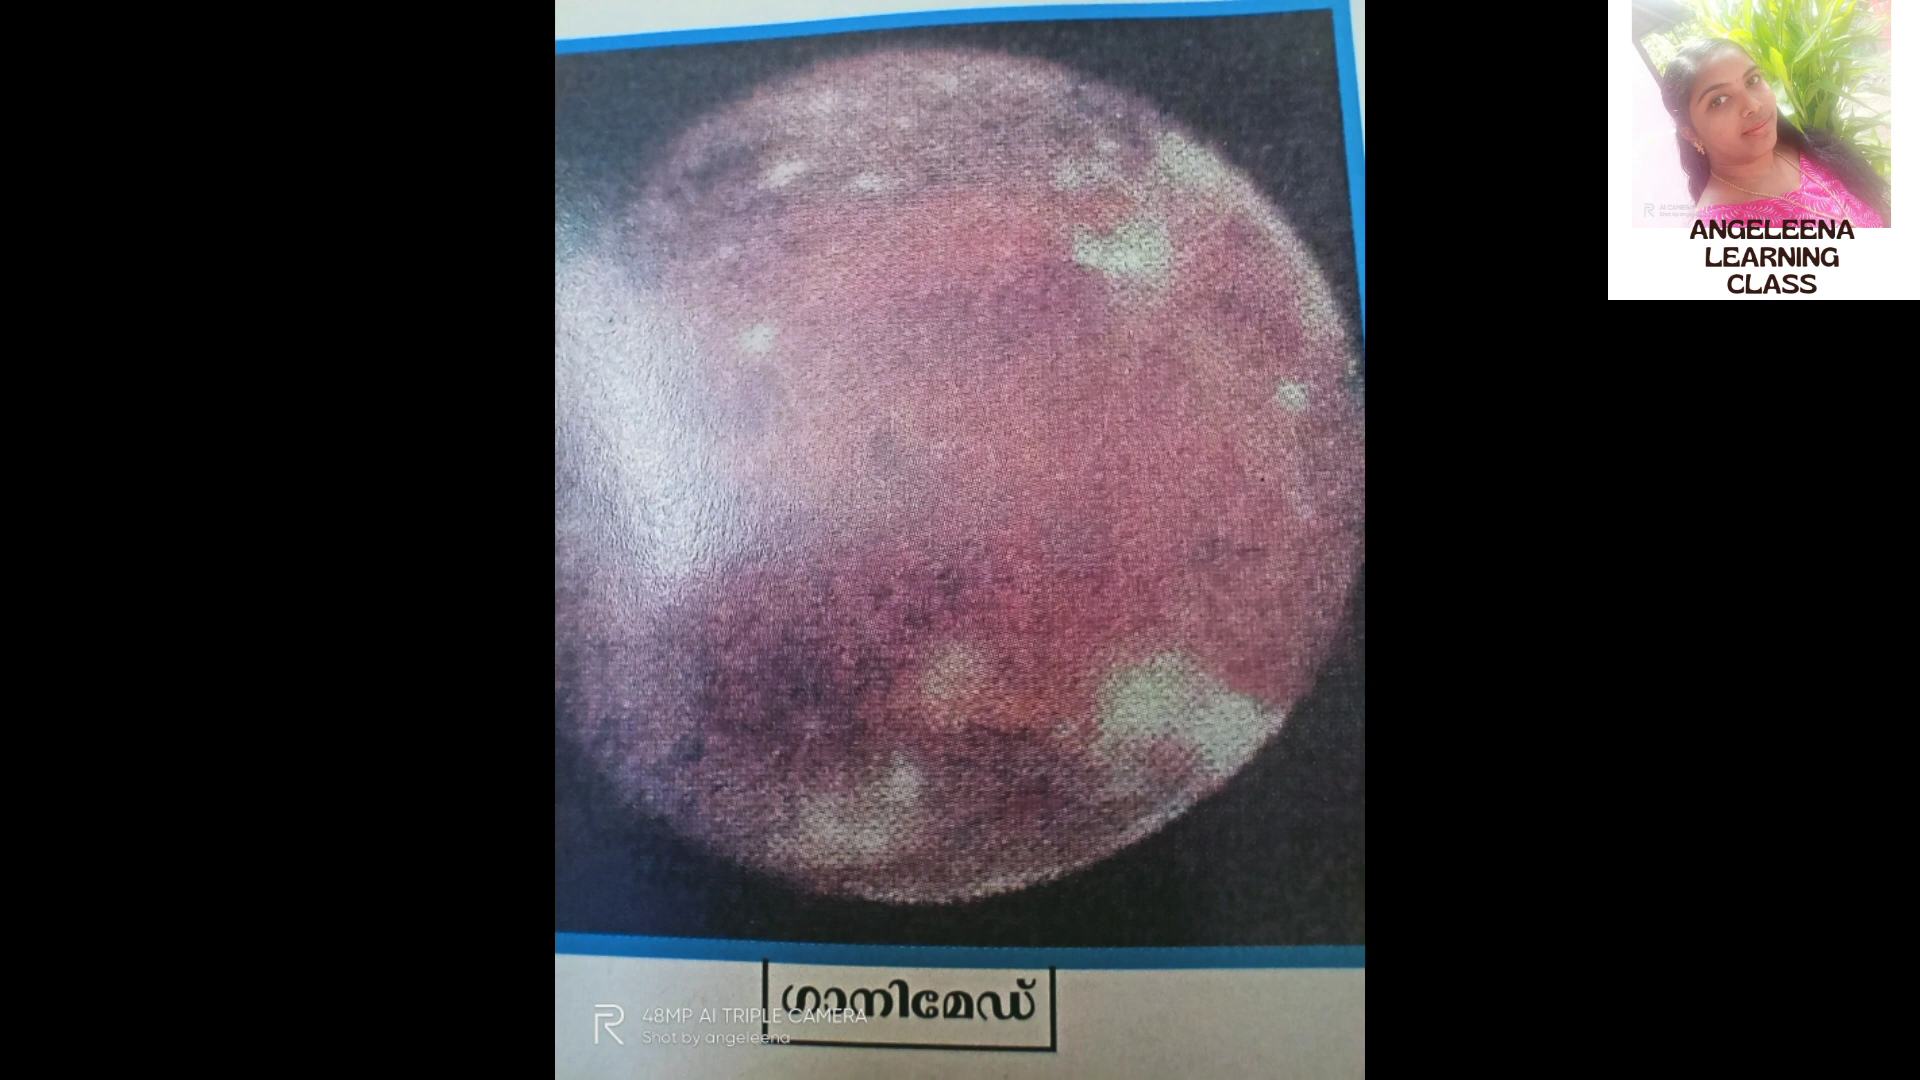 ANGELEENA
LEARNING
CLASS
ഗാനിമേഡ്
48MP AI TRIPLE CAMERA
Shot by angeleena